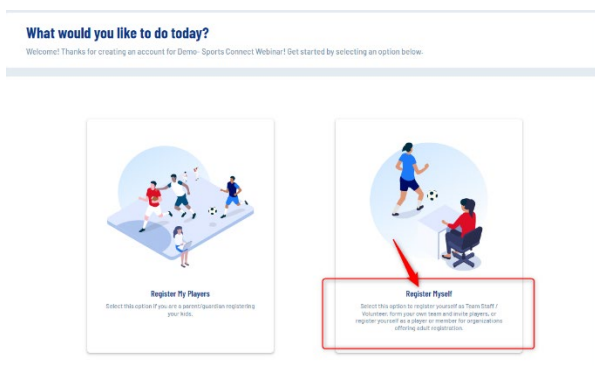 What would you like to do today?
Welcome! Thanks for creating an account for Demo- Sports Connect Webinar! Get started by selecting an option below.
Register My Players
Select this option if you are a parent/guardian registering
your kids.
Register Myself
Select this option to register yourself as Team Staff /
Volunteer, form your own team and invite players, or
register yourself as a player or member for organizations
offering adult registration.